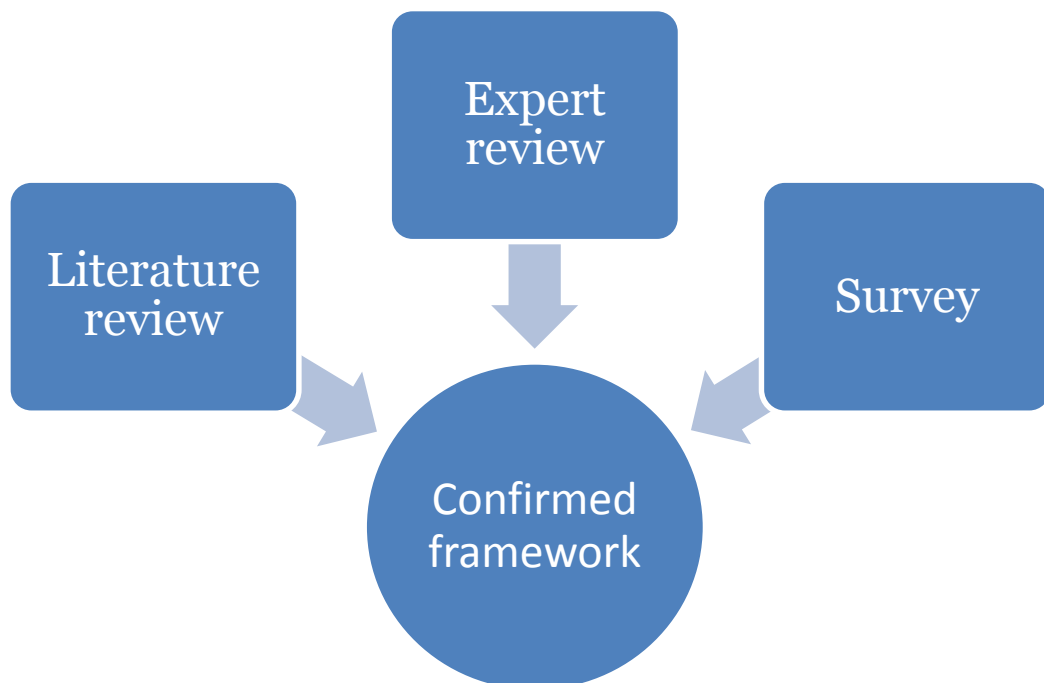 Expert
review
Literature
review
Survey
Confirmed
framework